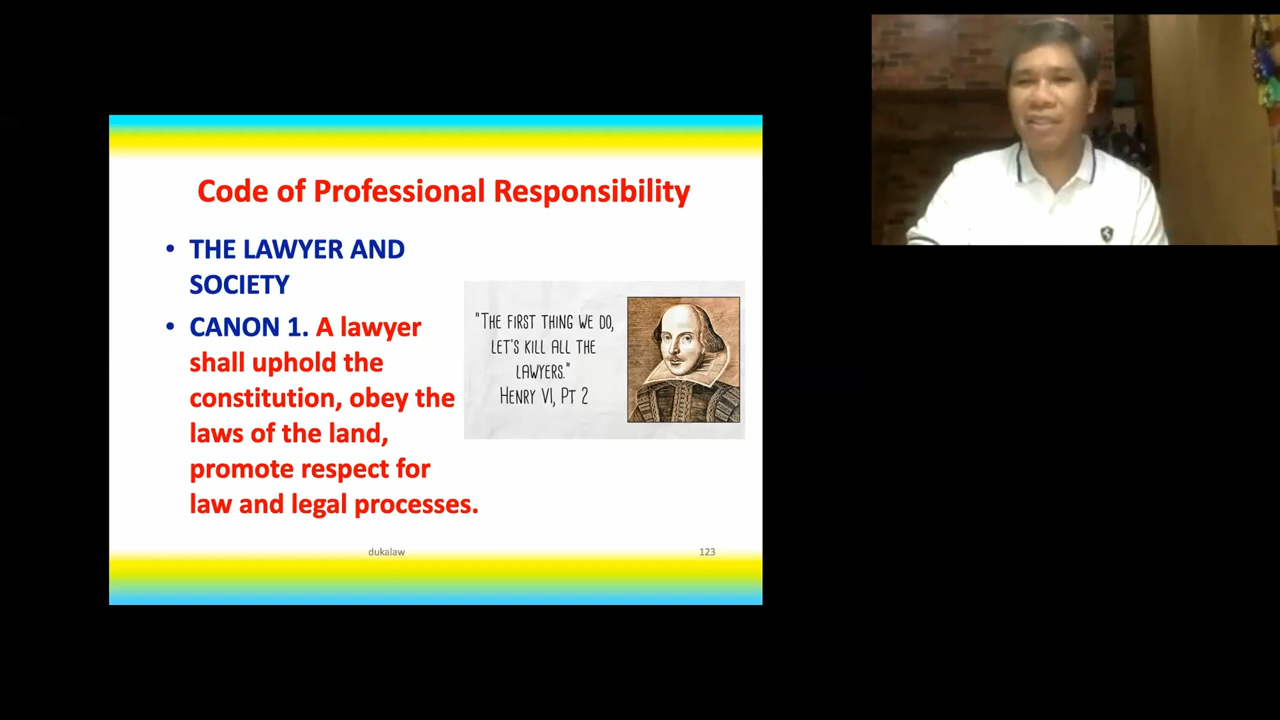 Code of Professional Responsibility
• THE LAWYER AND
SOCIETY
• CANON 1. A lawyer
shall uphold the
constitution, obey the
laws of the land,
promote respect for
law and legal processes.
"THE FIRST THING WE DO,
LET'S KILL ALL THE
LAWYERS."
HENRY VI, PT 2
dukalaw
123